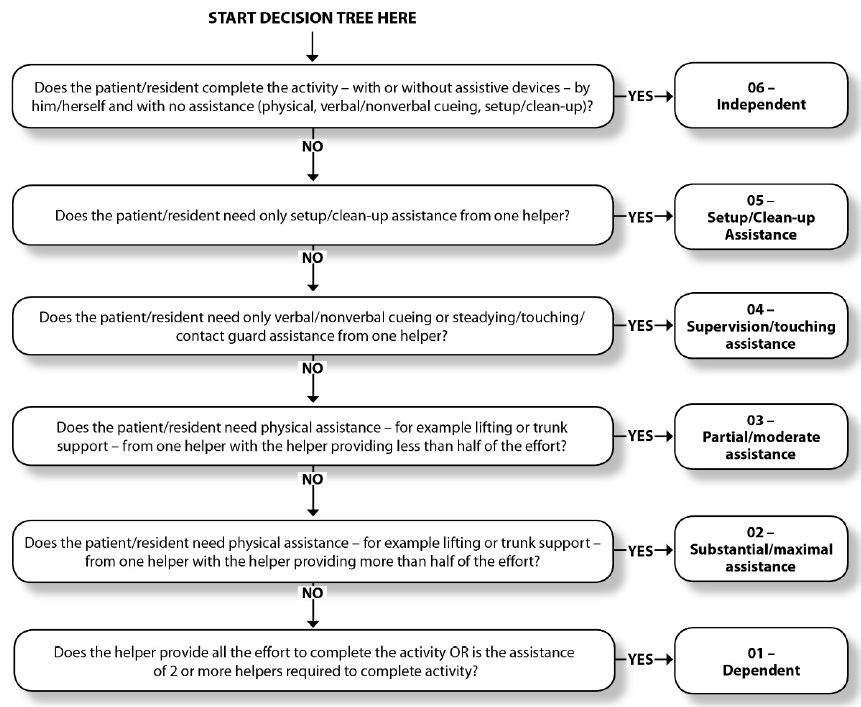 START DECISION TREE HERE
Does the patient/resident complete the activity – with or without assistive devices – by
him/herself and with no assistance (physical, verbal/nonverbal cueing, setup/clean-up)?
YES
06 –
Independent
NO
Does the patient/resident need only setup/clean-up assistance from one helper?
YES
05 –
Setup/Clean-up
Assistance
NO
Does the patient/resident need only verbal/nonverbal cueing or steadying/touching/
contact guard assistance from one helper?
YES
04 –
Supervision/touching
assistance
NO
Does the patient/resident need physical assistance – for example lifting or trunk
support – from one helper with the helper providing less than half of the effort?
YES
03 –
Partial/moderate
assistance
NO
Does the patient/resident need physical assistance – for example lifting or trunk support –
from one helper with the helper providing more than half of the effort?
YES
02 –
Substantial/maximal
assistance
NO
Does the helper provide all the effort to complete the activity OR is the assistance
of 2 or more helpers required to complete activity?
YES
01 –
Dependent